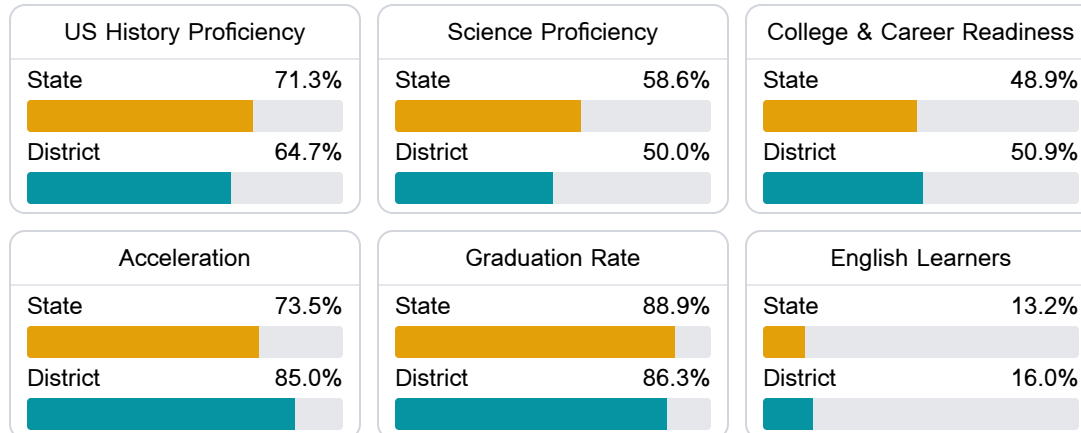 US History Proficiency
State 71.3%
District 64.7%
Science Proficiency
State 58.6%
District 50.0%
College & Career Readiness
State 48.9%
District 50.9%
Acceleration
State 73.5%
District 85.0%
Graduation Rate
State 88.9%
District 86.3%
English Learners
State 13.2%
District 16.0%